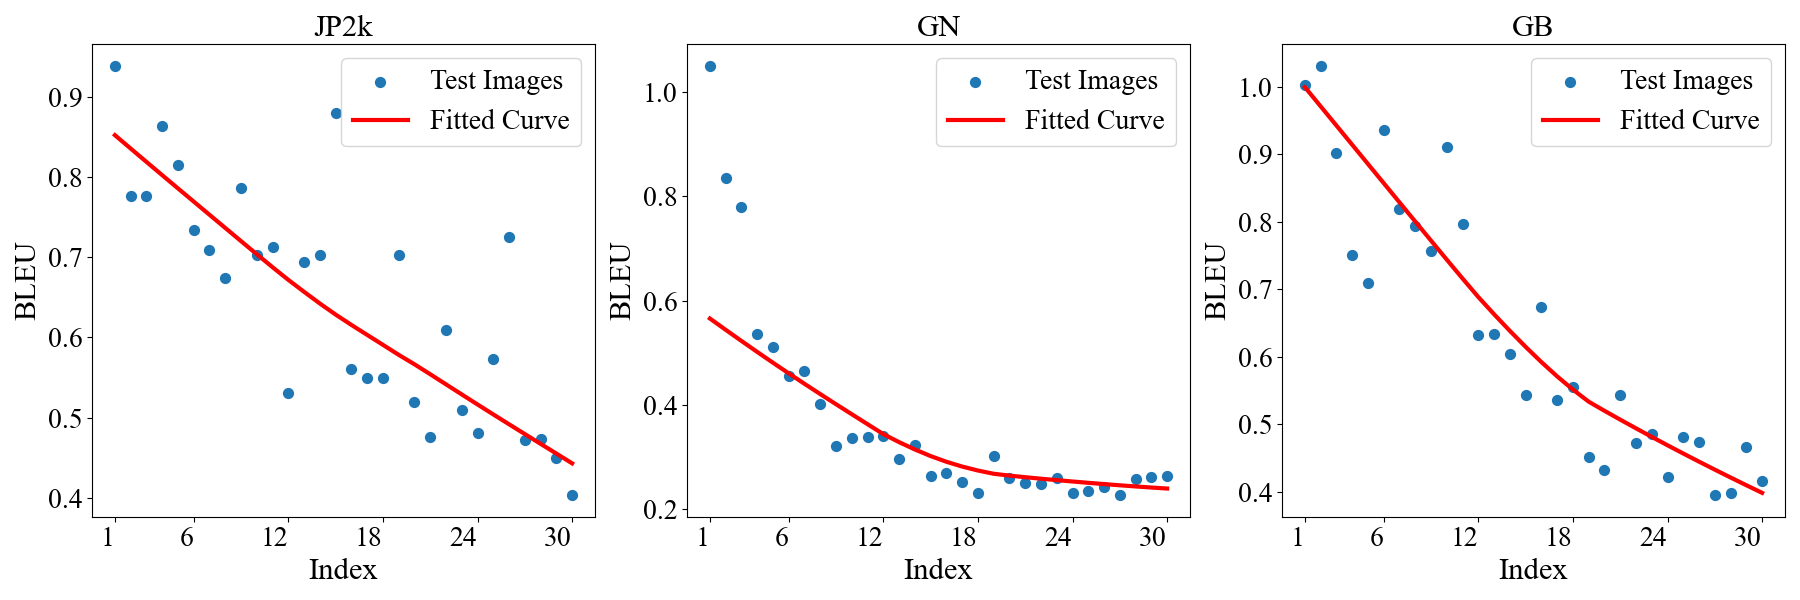 JP2k
BLEU
0.9
0.8
0.7
0.6
0.5
0.4
Test Images
Fitted Curve
1 6 12 18 24 30
Index
GN
BLEU
1.0
0.8
0.6
0.4
0.2
Test Images
Fitted Curve
1 6 12 18 24 30
Index
GB
BLEU
1.0
0.9
0.8
0.7
0.6
0.5
0.4
Test Images
Fitted Curve
1 6 12 18 24 30
Index